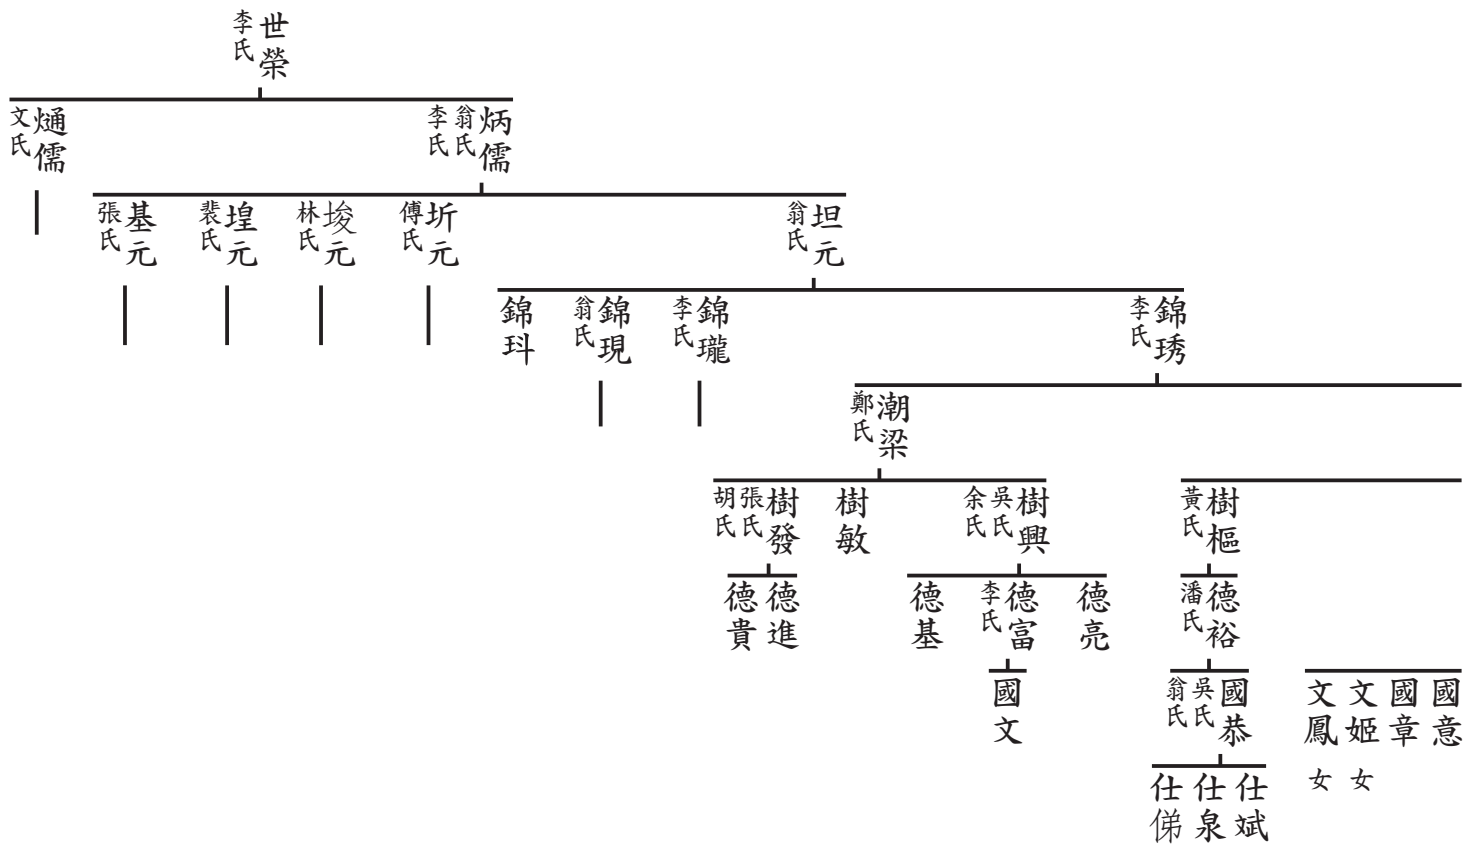 世榮
李氏
炳儒
翁氏
李氏
熥儒
文氏
坦元
翁氏
圻元
傅氏
埈元
林氏
堭元
裴氏
基元
張氏
錦琇
李氏
錦瓏
李氏
錦現
翁氏
錦㪵
潮梁
鄭氏
樹樞
黃氏
樹興
吳氏
余氏
樹敏
樹發
張氏
胡氏
德裕
潘氏
德亮
德富
李氏
德基
德進
德貴
國意
國章
文姬
女
文鳳
女
國恭
吳氏
翁氏
國文
仕斌
仕泉
仕俤